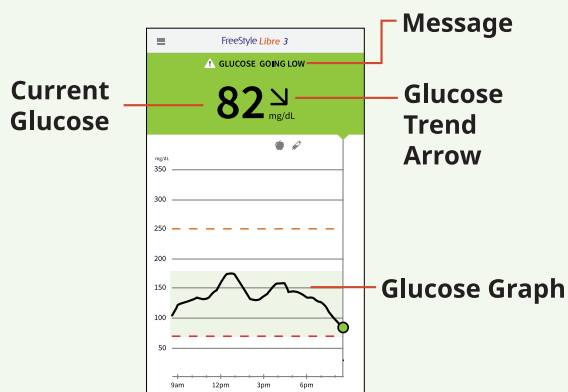 Message
FreeStyle Libre 3
GLUCOSE GOING LOW
Current
Glucose
82
mg/dL
Glucose
Trend
Arrow
mg/dL
350
300
250
200
150
100
50
Glucose Graph
9am 12pm 3pm 6pm